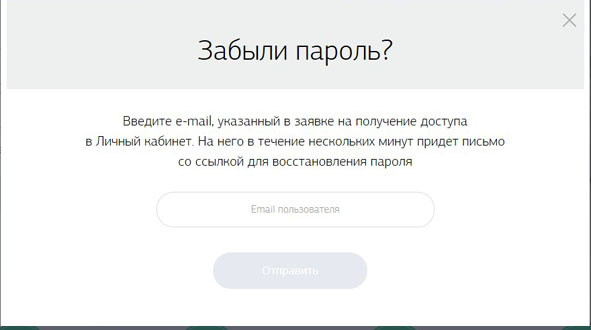 Забыли пароль?
Введите e-mail, указанный в заявке на получение доступа
в Личный кабинет. На него в течение нескольких минут придет письмо
со ссылкой для восстановления пароля
Email пользователя
Отправить